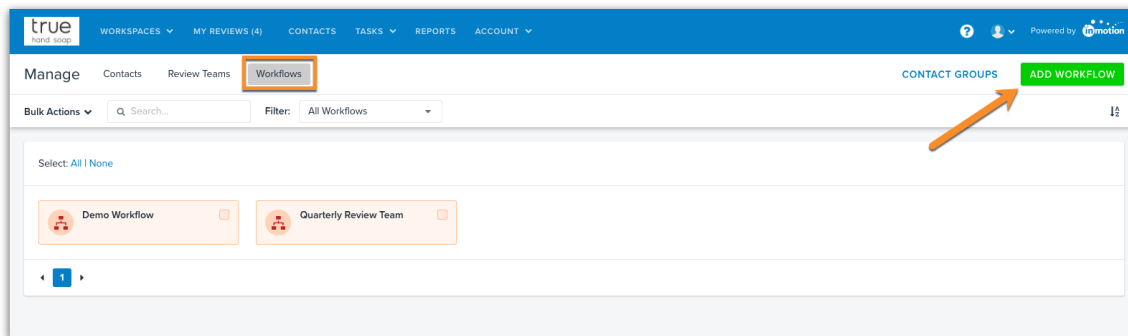 true
hand soap
WORKSPACES MY REVIEWS (4) CONTACTS TASKS REPORTS ACCOUNT
? Powered by inmotion
Manage Contacts Review Teams Workflows CONTACT GROUPS ADD WORKFLOW
Bulk Actions Search... Filter: All Workflows
Select: All | None
Demo Workflow Quarterly Review Team
1